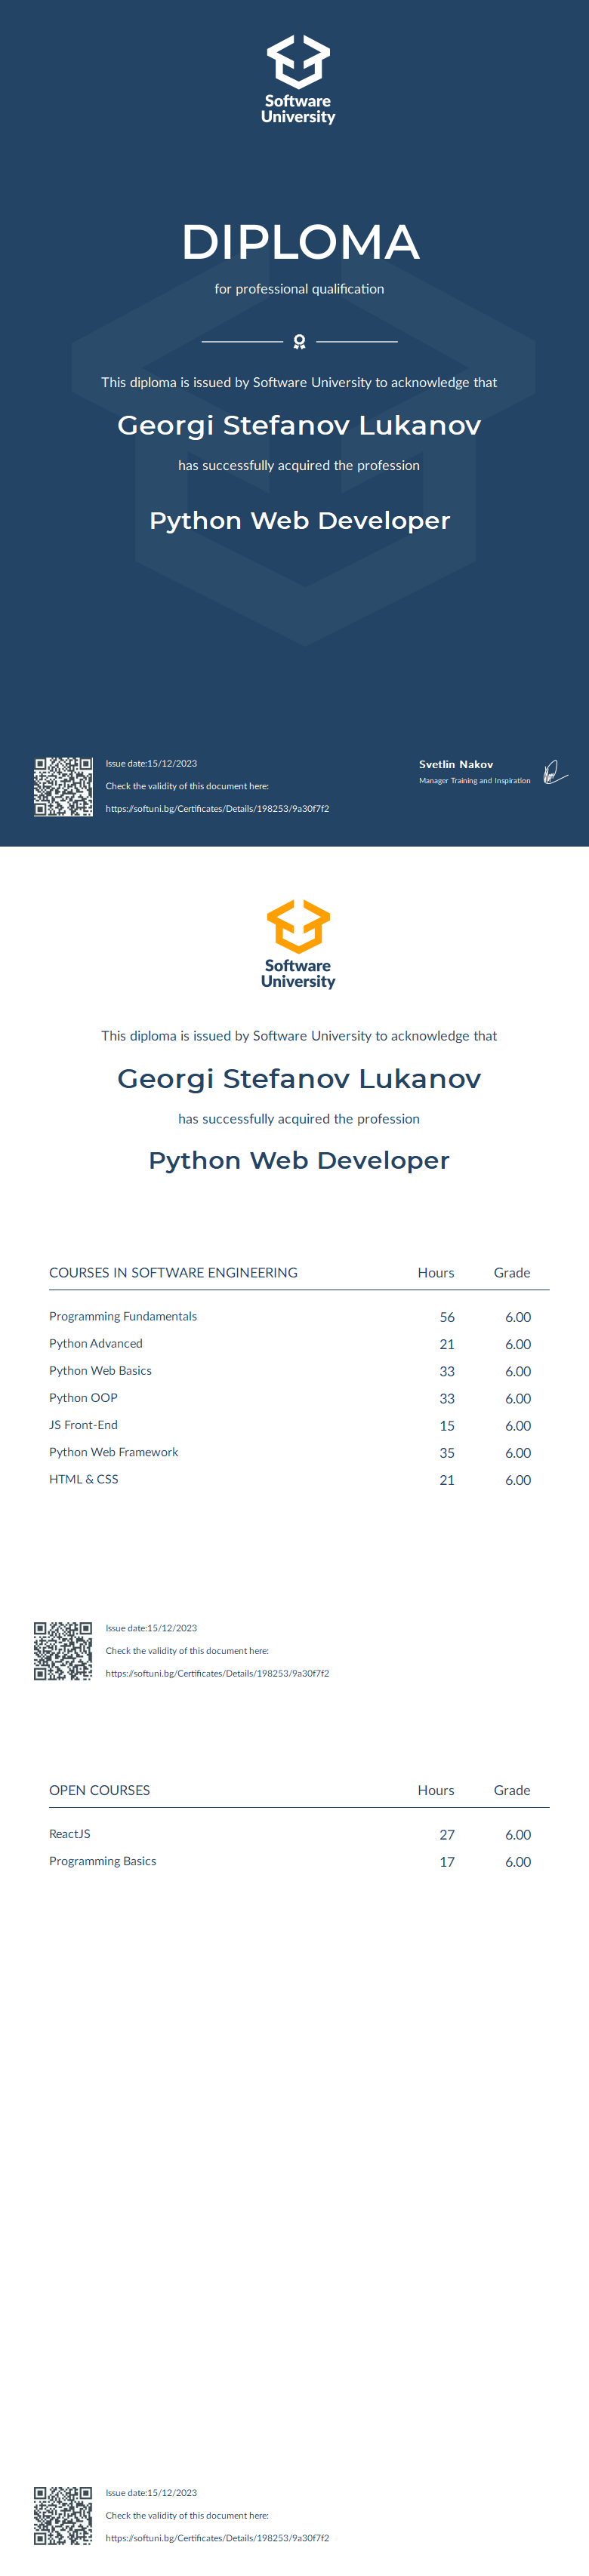 Software
University
DIPLOMA
for professional qualification
This diploma is issued by Software University to acknowledge that
Georgi Stefanov Lukanov
has successfully acquired the profession
Python Web Developer
Issue date:15/12/2023
Check the validity of this document here:
https://softuni.bg/Certificates/Details/198253/9a30f7f2
Svetlin Nakov
Manager Training and Inspiration
Software
University
This diploma is issued by Software University to acknowledge that
Georgi Stefanov Lukanov
has successfully acquired the profession
Python Web Developer
COURSES IN SOFTWARE ENGINEERING Hours Grade
Programming Fundamentals 56 6.00
Python Advanced 21 6.00
Python Web Basics 33 6.00
Python OOP 33 6.00
JS Front-End 15 6.00
Python Web Framework 35 6.00
HTML & CSS 21 6.00
Issue date:15/12/2023
Check the validity of this document here:
https://softuni.bg/Certificates/Details/198253/9a30f7f2
OPEN COURSES Hours Grade
ReactJS 27 6.00
Programming Basics 17 6.00
Issue date:15/12/2023
Check the validity of this document here:
https://softuni.bg/Certificates/Details/198253/9a30f7f2